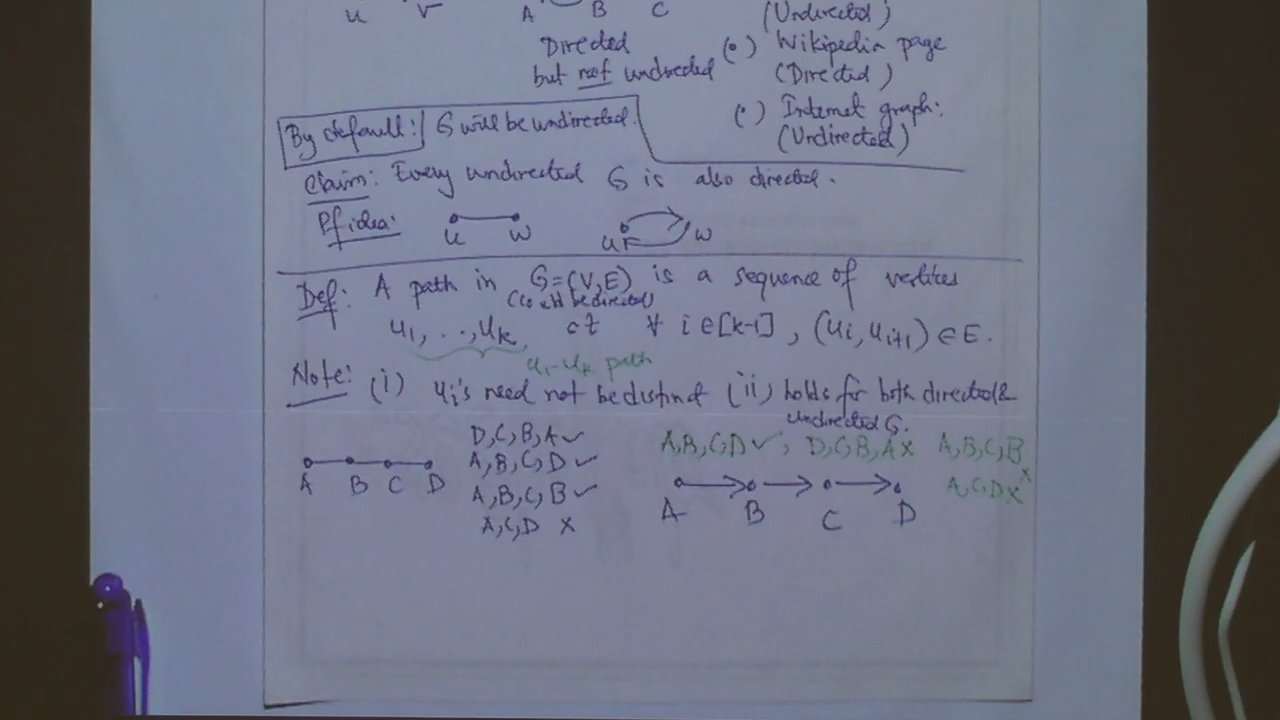 u v A B C (Undirected)
Directed
but not undirected
(•) Wikipedia page
(Directed)
(•) Internet graph:
(Undirected)
By default: G will be undirected.
Claim: Every undirected G is also directed.
Pf idea: u w u w
Def: A path in G=(V,E) is a sequence of vertices
(could be directed)
u1, ..., uk st ∀ i ∈ [k-1], (ui, ui+1) ∈ E.
u1-uk path
Note: (i) ui's need not be distinct (ii) holds for both directed &
undirected G.
D,C,B,A ✓
A,B,C,D ✓
A,B,C,B ✓
A,C,D x
A B C D
A,B,C,D ✓, D,C,B,A x A,B,C,B x
A,C,D x
A B C D